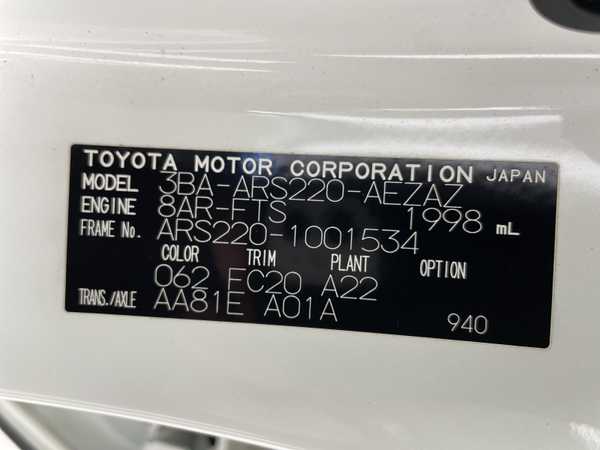 TOYOTA MOTOR CORPORATION JAPAN
MODEL 3BA-ARS220-AEZAZ
ENGINE 8AR-FTS 1998 mL
FRAME No. ARS220-1001534
COLOR TRIM PLANT OPTION
062 FC20 A22
TRANS./AXLE AA81E A01A
940